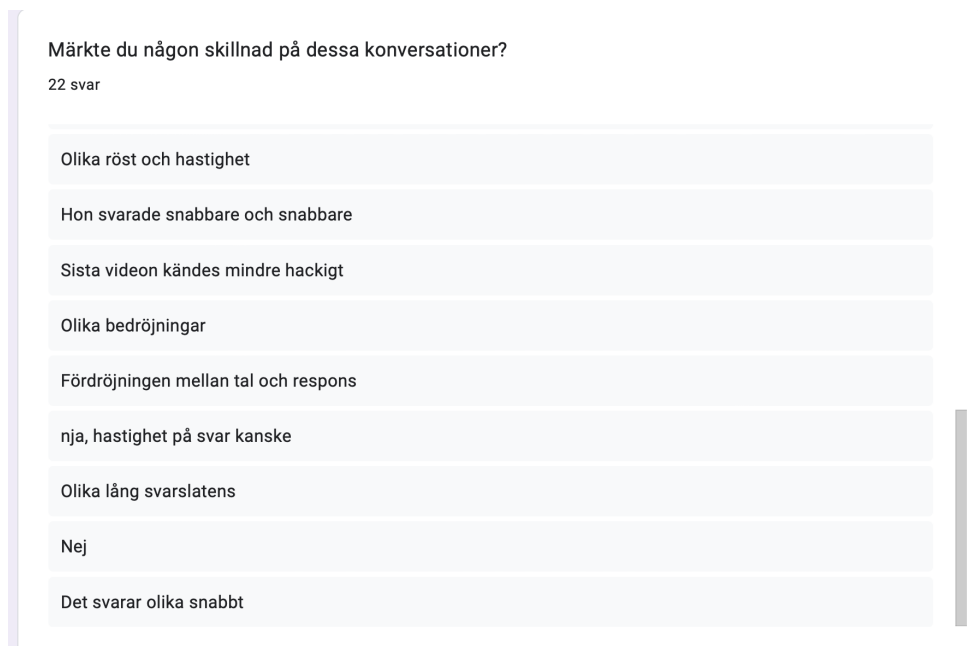 Märkte du någon skillnad på dessa konversationer?
22 svar
Olika röst och hastighet
Hon svarade snabbare och snabbare
Sista videon kändes mindre hackigt
Olika bedröjningar
Fördröjningen mellan tal och respons
nja, hastighet på svar kanske
Olika lång svarslatens
Nej
Det svarar olika snabbt